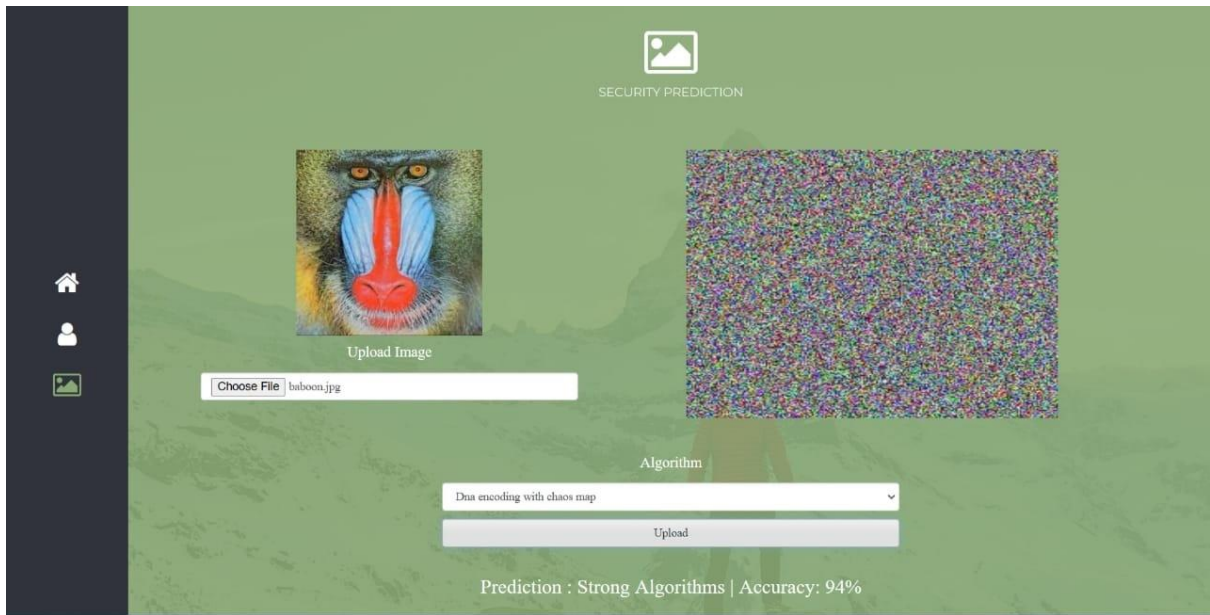 SECURITY PREDICTION
Upload Image
Choose File baboon.jpg
Algorithm
Dna encoding with chaos map
Upload
Prediction : Strong Algorithms | Accuracy: 94%